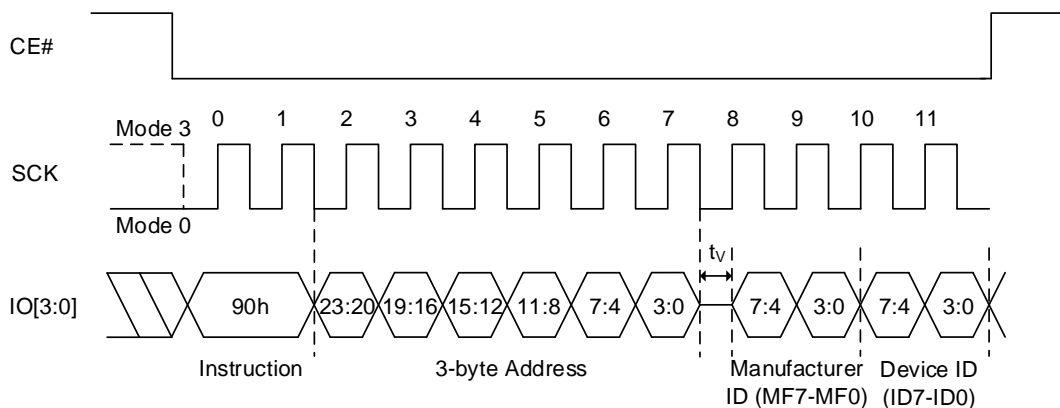 CE#
0 1 2 3 4 5 6 7 8 9 10 11
Mode 3
SCK
Mode 0
tV
IO[3:0] 90h 23:20 19:16 15:12 11:8 7:4 3:0 7:4 3:0 7:4 3:0
Instruction 3-byte Address Manufacturer Device ID
ID (MF7-MF0) (ID7-ID0)